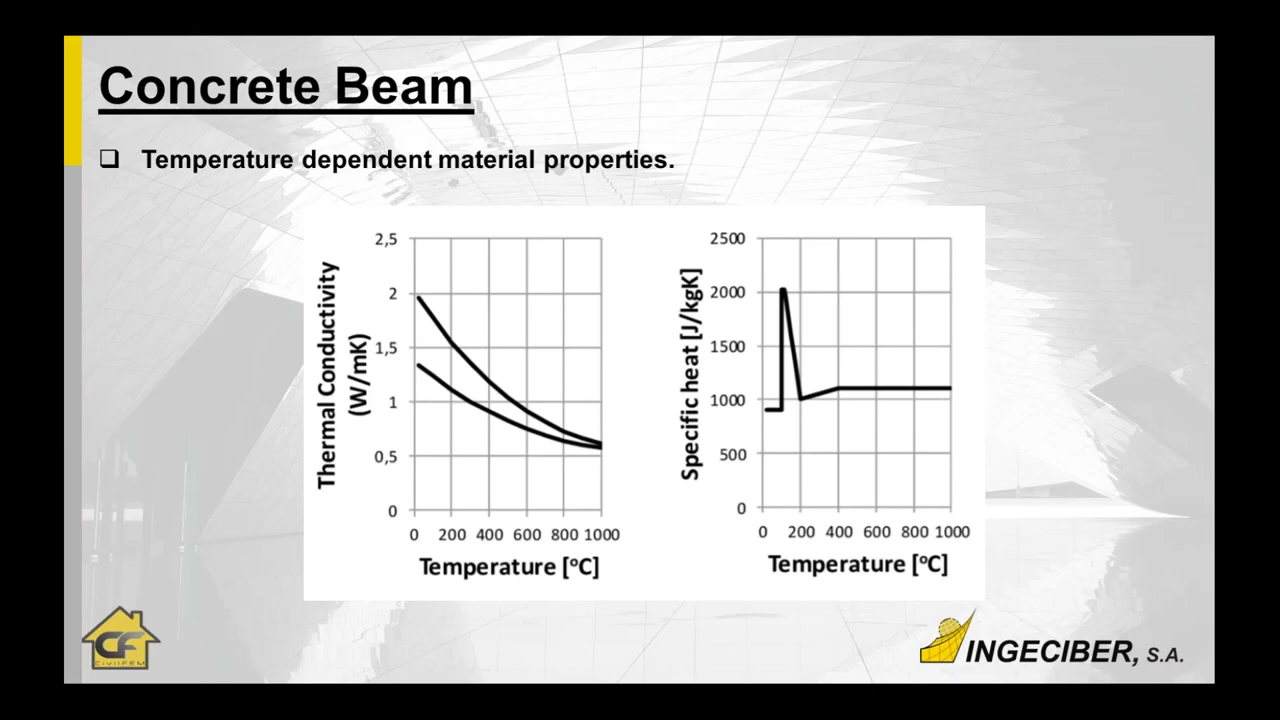 Concrete Beam
❑ Temperature dependent material properties.
Thermal Conductivity
(W/mK)
2,5
2
1,5
1
0,5
0
0 200 400 600 800 1000
Temperature [ºC]
Specific heat [J/kgK]
2500
2000
1500
1000
500
0
0 200 400 600 800 1000
Temperature [ºC]
CF
CivilFEM
INGECIBER, S.A.